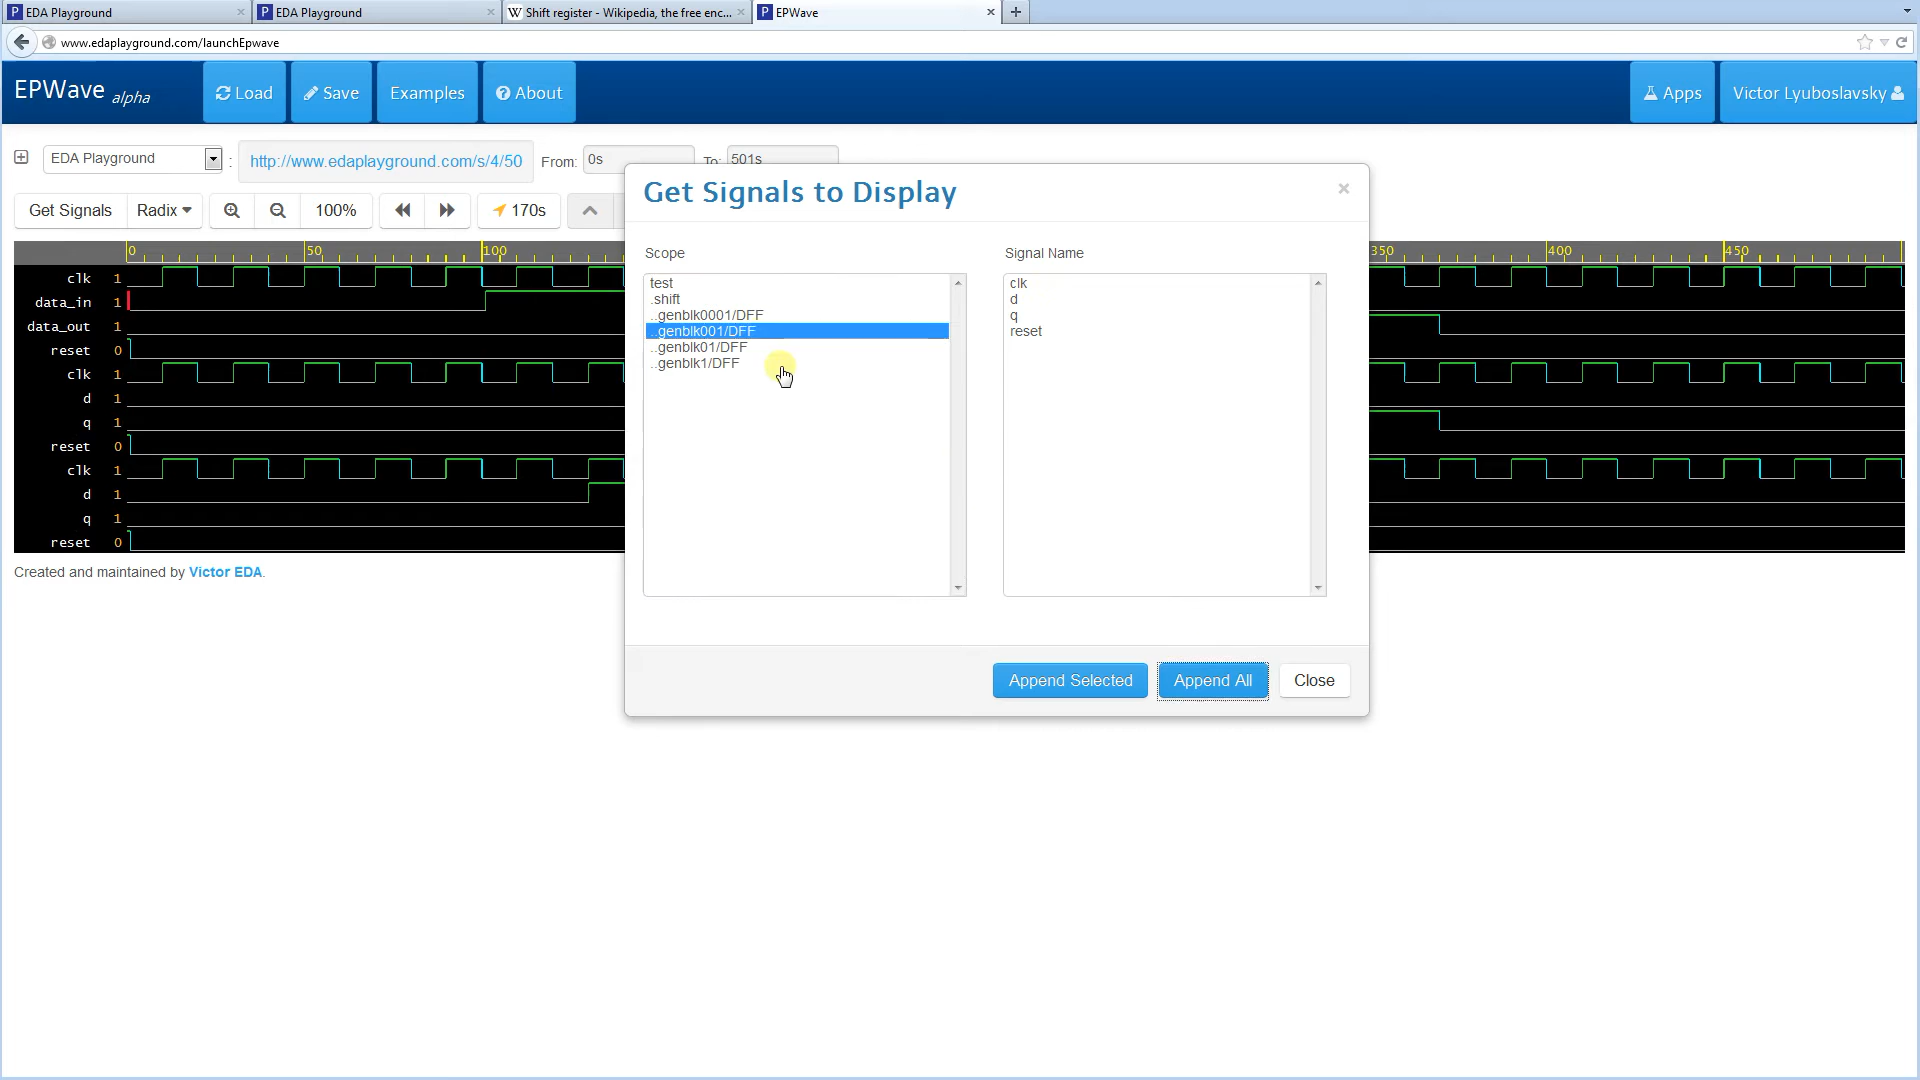 EDA Playground
EDA Playground
Shift register - Wikipedia, the free enc...
EPWave
www.edaplayground.com/launchEpwave
EPWave alpha
Load
Save
Examples
About
Apps
Victor Lyuboslavsky
EDA Playground
:
http://www.edaplayground.com/s/4/50
From:
0s
To:
501s
Get Signals
Radix
100%
170s
Get Signals to Display
Scope
Signal Name
test
.shift
..genblk0001/DFF
..genblk001/DFF
..genblk01/DFF
..genblk1/DFF
clk
d
q
reset
Append Selected
Append All
Close
0 50 100 350 400 450
clk 1
data_in 1
data_out 1
reset 0
clk 1
d 1
q 1
reset 0
clk 1
d 1
q 1
reset 0
Created and maintained by Victor EDA.